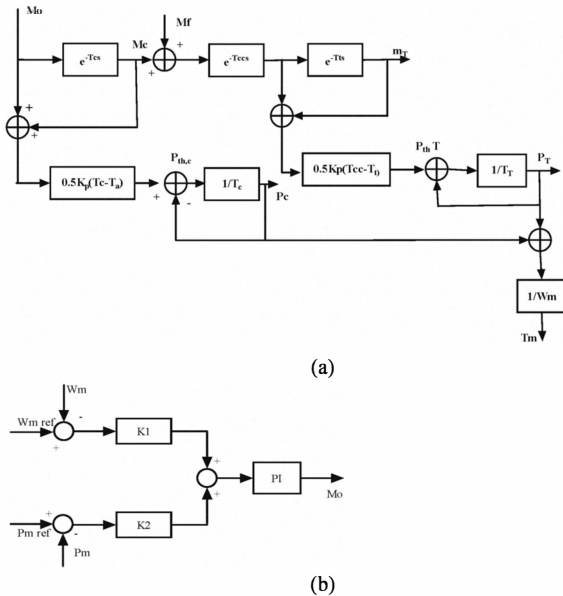 Mo
Mf
e-Tcs
Mc
+
+
e-Tccs
e-Tts
mT
+
+
0.5Kp(Tc-Ta)
Pth,c
+
-
1/Tc
Pc
0.5Kp(Tcc-Tt)
Pth T
1/TT
PT
1/Wm
Tm
(a)
Wm
Wm ref
-
+
K1
+
+
PI
Mo
+
Pm ref
-
K2
Pm
(b)